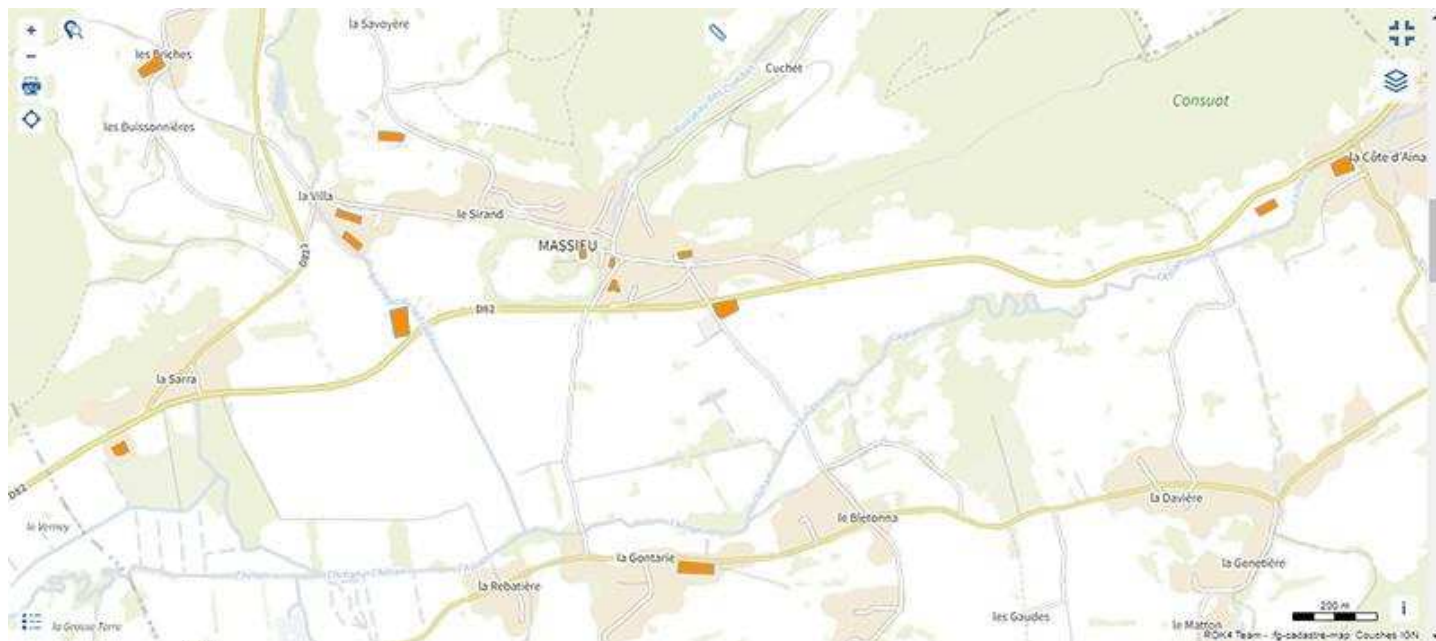 la Savoyère
les Briches
Cuchet
Consuat
les Buissonnières
la Côte d'Aina
la Villa
le Sirand
MASSIEU
D82
la Sarra
D82
la Davière
le Bletonna
le Verney
la Gontarie
la Genetière
la Rebatière
200 m
les Gaudes
le Matton
la Grosse Terre